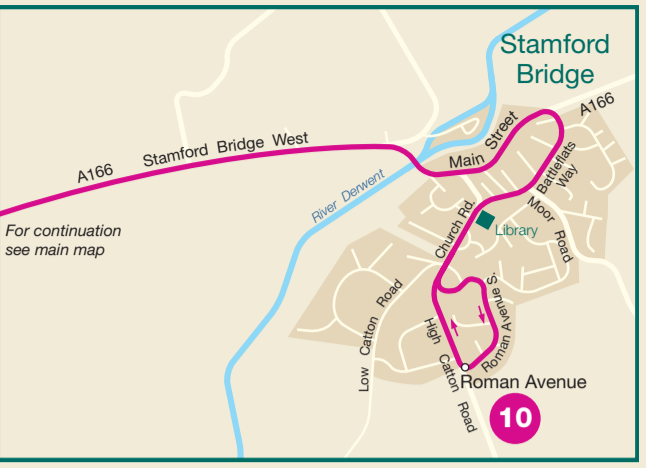 Stamford
Bridge
A166
Main Street
A166 Stamford Bridge West
Battleflats
Way
River Derwent
Moor Road
Church Rd.
Library
For continuation
see main map
Low Catton Road
High Catton Road
Roman Avenue S.
Roman Avenue
10